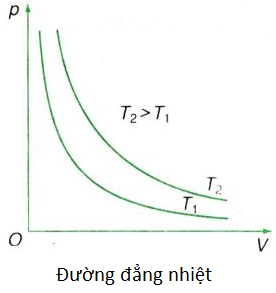 p
T₂ > T₁
T₂
T₁
O
V
Đường đẳng nhiệt